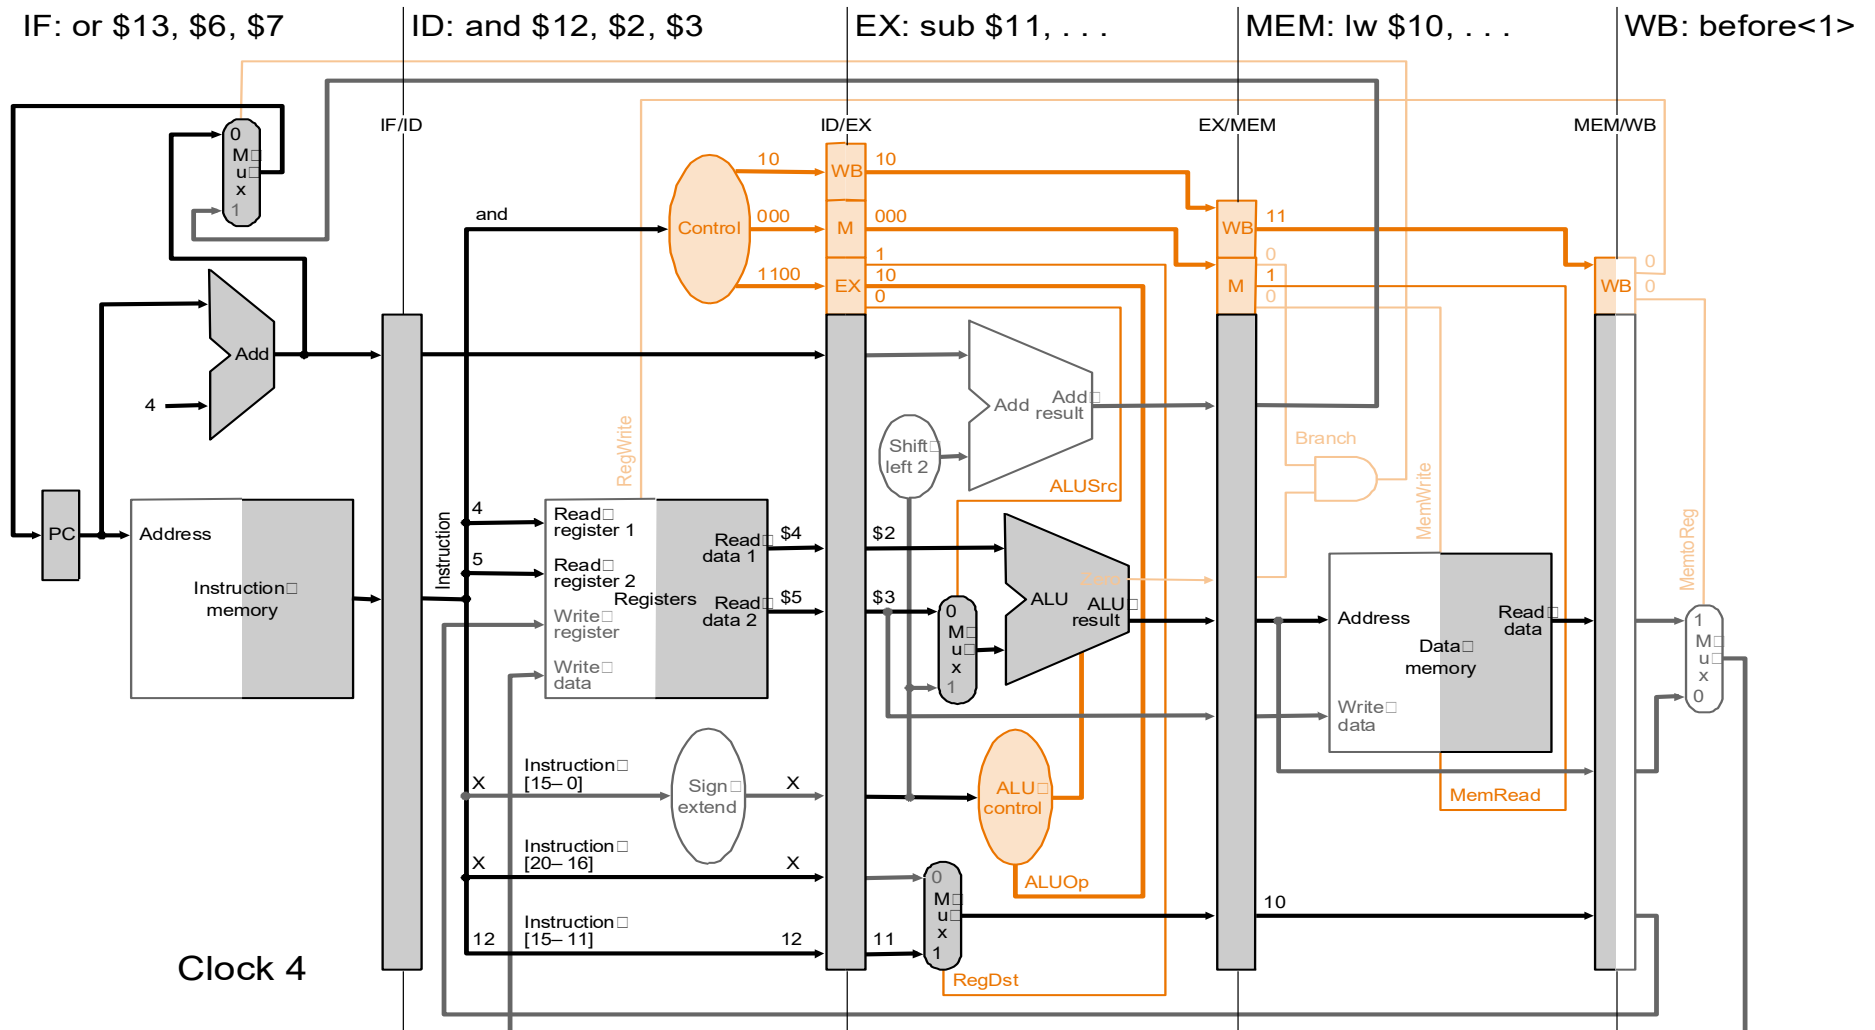 IF: or $13, $6, $7
ID: and $12, $2, $3
EX: sub $11, . . .
MEM: lw $10, . . .
WB: before<1>
IF/ID
ID/EX
EX/MEM
MEM/WB
0
M
u
x
1
and
Control
10
000
1100
WB
M
EX
10
000
1
10
0
WB
M
11
0
1
0
WB
0
0
Add
4
RegWrite
Shift
left 2
Add
Add
result
ALUSrc
Branch
MemWrite
MemtoReg
PC
Address
Instruction
memory
Instruction
4
5
Read
register 1
Read
register 2
Write
register
Write
data
Registers
Read
data 1
Read
data 2
$4
$5
$2
$3
0
M
u
x
1
Zero
ALU
ALU
result
Address
Write
data
Data
memory
Read
data
1
M
u
x
0
X
Instruction
[15– 0]
Sign
extend
X
ALU
control
MemRead
X
Instruction
[20– 16]
X
0
M
u
x
1
ALUOp
10
12
Instruction
[15– 11]
12
11
RegDst
Clock 4